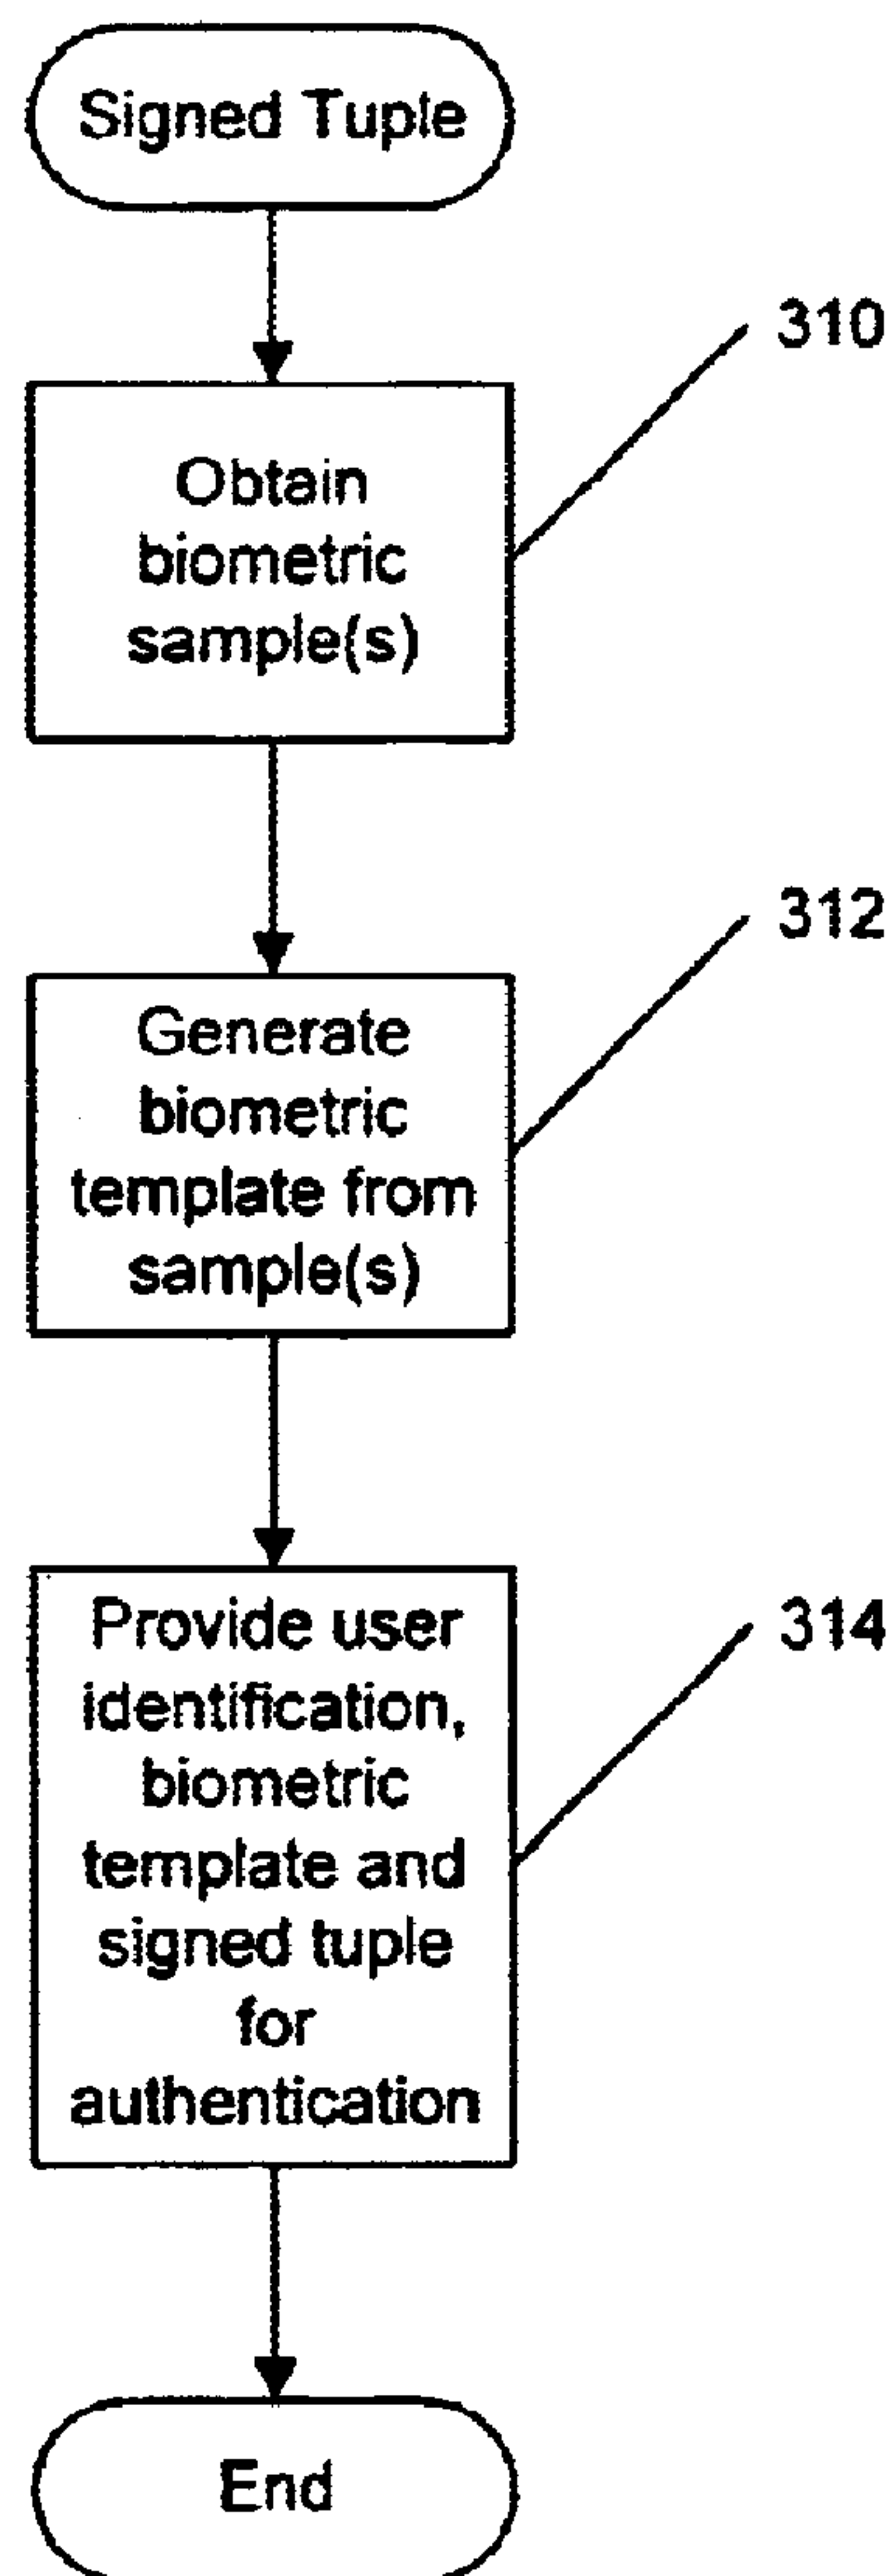 Signed Tuple
310
Obtain
biometric
sample(s)
312
Generate
biometric
template from
sample(s)
314
Provide user
identification,
biometric
template and
signed tuple
for
authentication
End